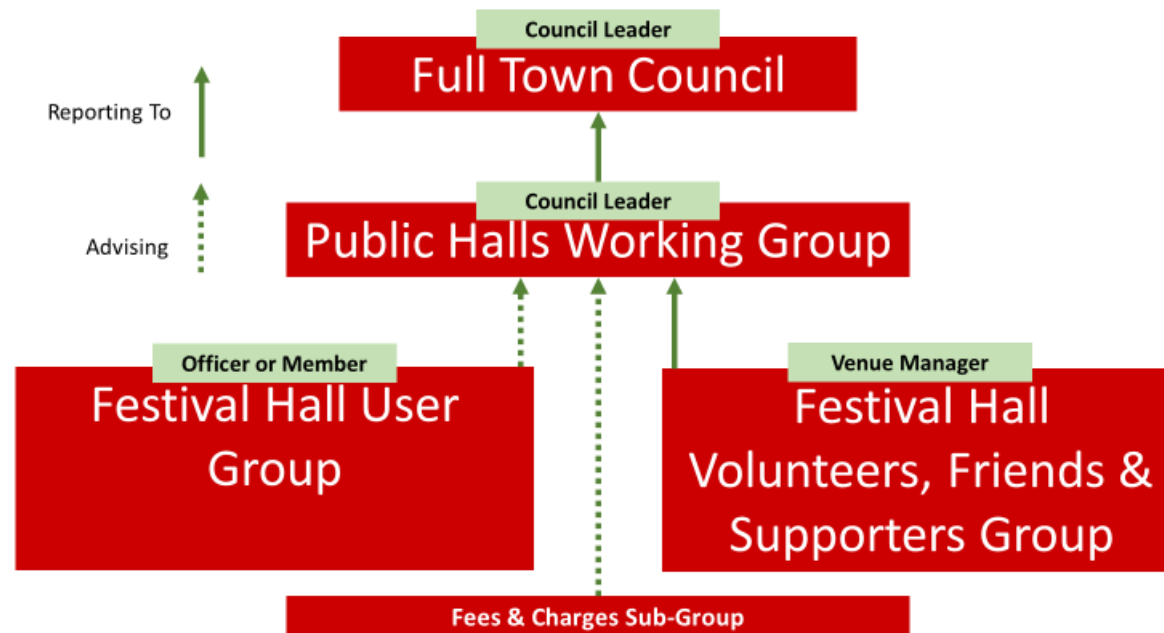 Council Leader
Full Town Council
Reporting To
Council Leader
Public Halls Working Group
Advising
Officer or Member
Festival Hall User
Group
Venue Manager
Festival Hall
Volunteers, Friends &
Supporters Group
Fees & Charges Sub-Group